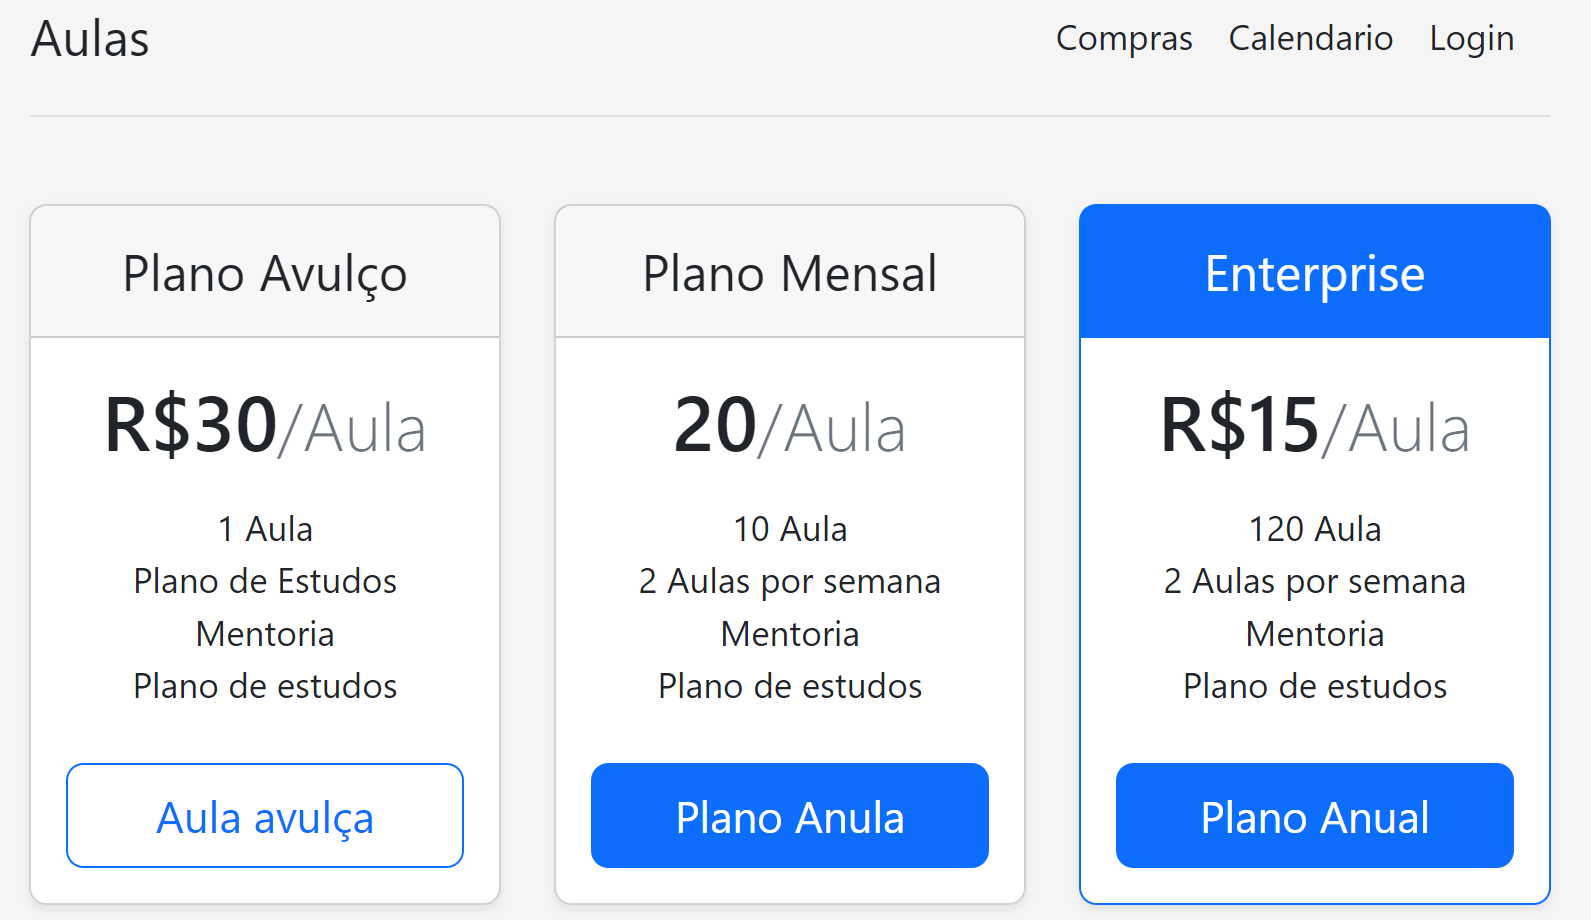 Aulas
Compras Calendario Login
Plano Avulço
R$30/Aula
1 Aula
Plano de Estudos
Mentoria
Plano de estudos
Aula avulça
Plano Mensal
20/Aula
10 Aula
2 Aulas por semana
Mentoria
Plano de estudos
Plano Anula
Enterprise
R$15/Aula
120 Aula
2 Aulas por semana
Mentoria
Plano de estudos
Plano Anual